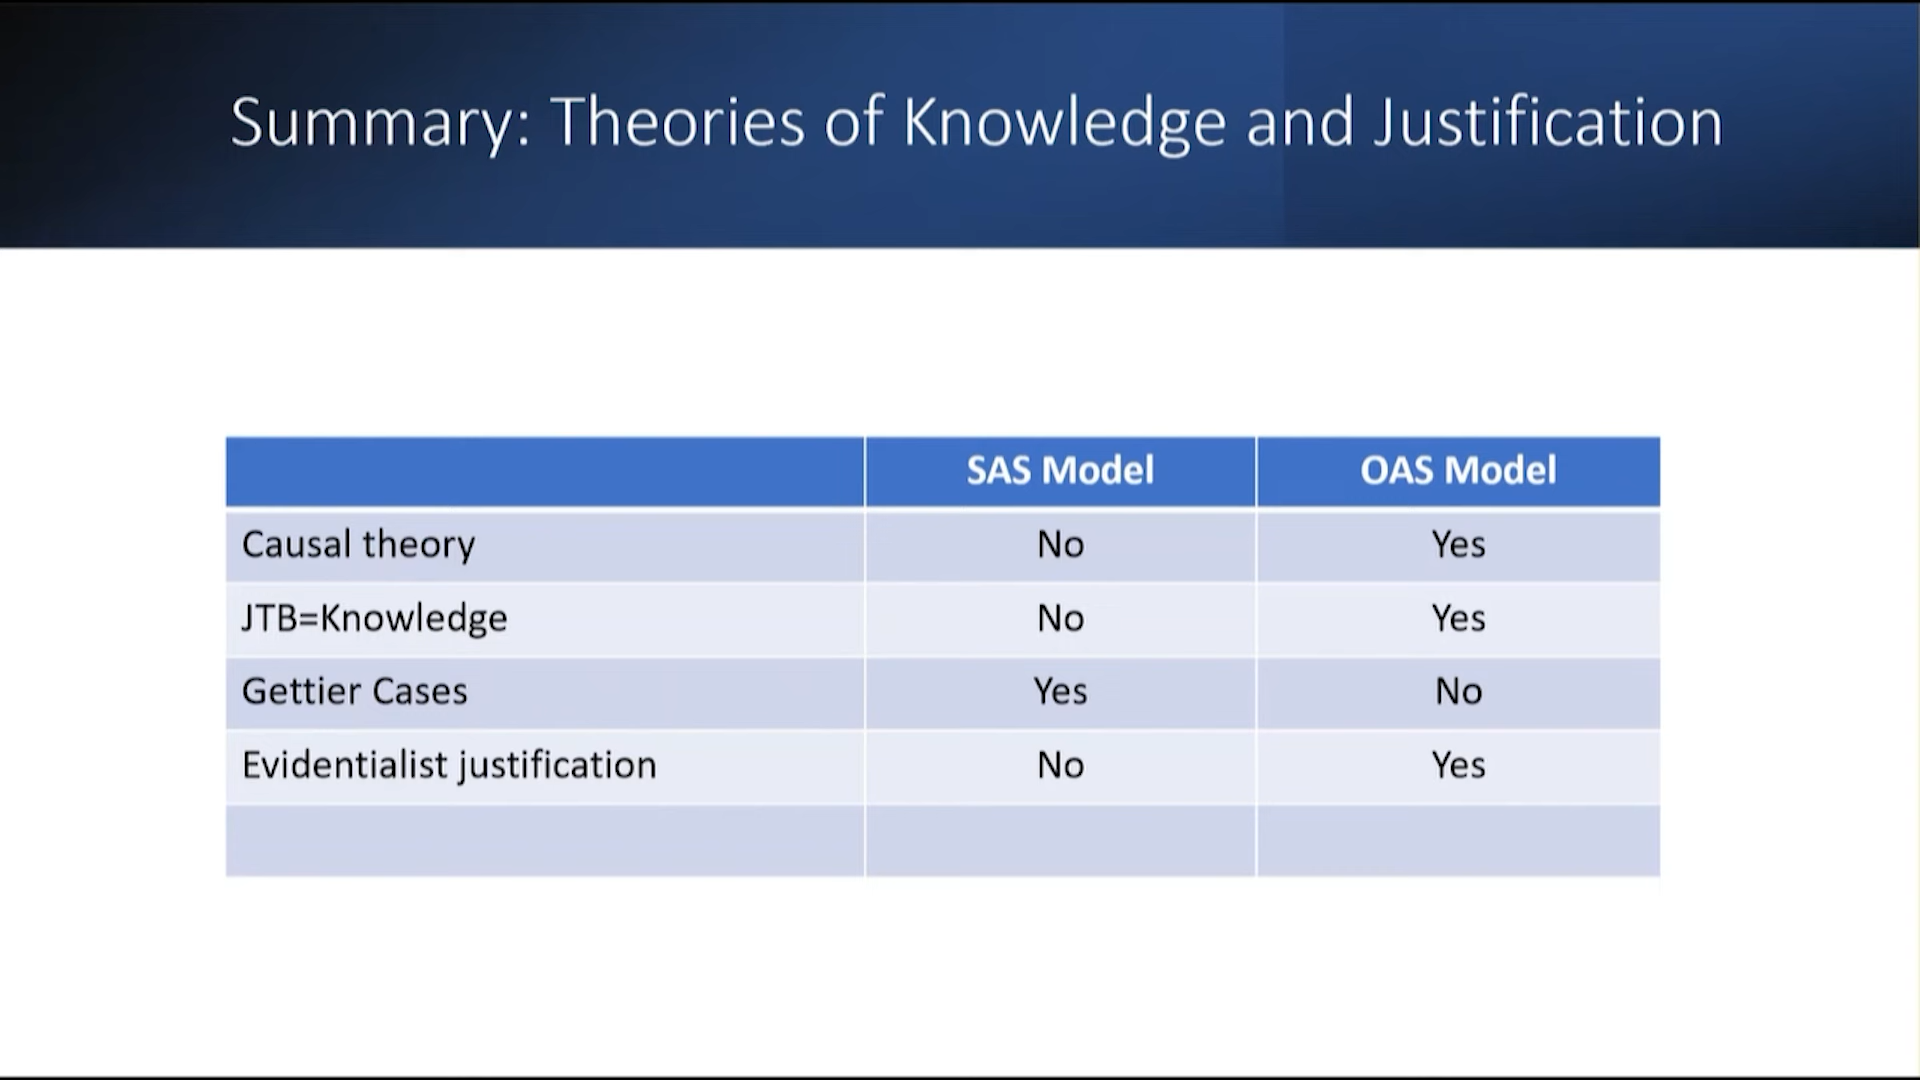 Summary: Theories of Knowledge and Justification
SAS Model OAS Model
Causal theory No Yes
JTB=Knowledge No Yes
Gettier Cases Yes No
Evidentialist justification No Yes